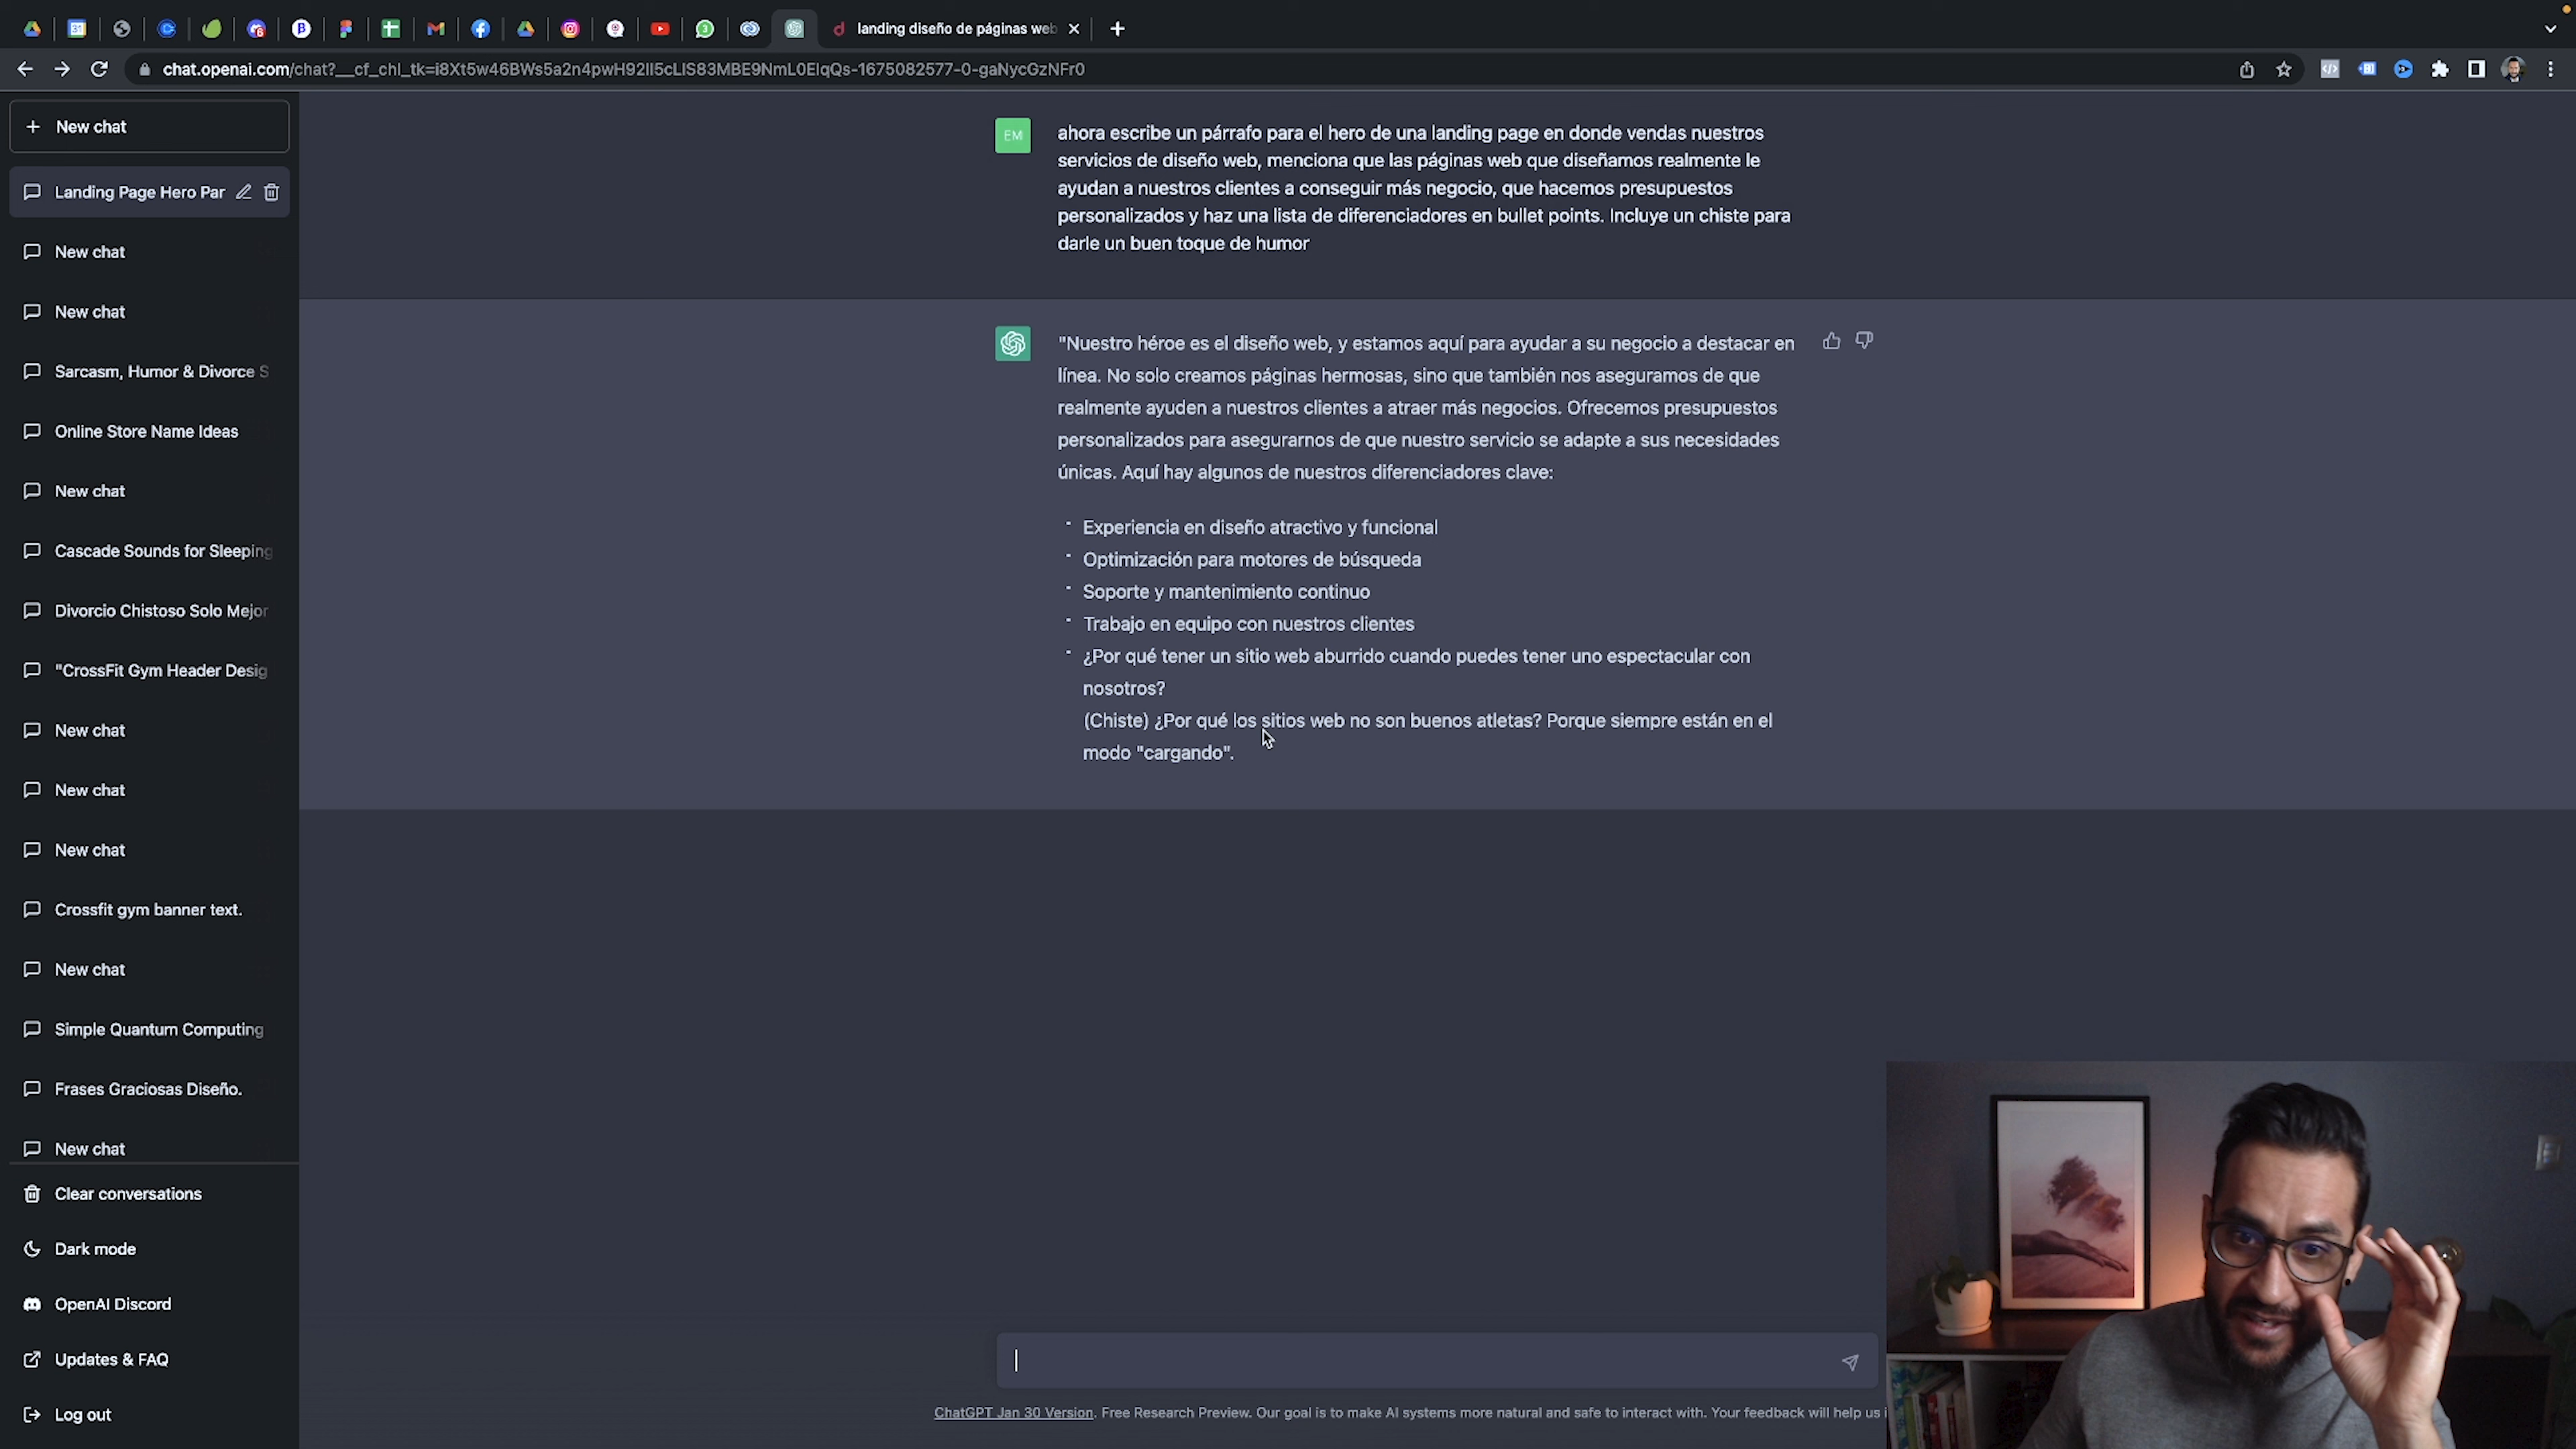 landing diseño de páginas web
chat.openai.com/chat?__cf_chl_tk=i8Xt5w46BWs5a2n4pwH92Il5cLlS83MBE9NmL0ElqQs-1675082577-0-gaNycGzNFr0
New chat
Landing Page Hero Par
New chat
New chat
Sarcasm, Humor & Divorce S
Online Store Name Ideas
New chat
Cascade Sounds for Sleeping
Divorcio Chistoso Solo Mejor
"CrossFit Gym Header Desig
New chat
New chat
New chat
Crossfit gym banner text.
New chat
Simple Quantum Computing
Frases Graciosas Diseño.
New chat
Clear conversations
Dark mode
OpenAI Discord
Updates & FAQ
Log out
EM
ahora escribe un párrafo para el hero de una landing page en donde vendas nuestros
servicios de diseño web, menciona que las páginas web que diseñamos realmente le
ayudan a nuestros clientes a conseguir más negocio, que hacemos presupuestos
personalizados y haz una lista de diferenciadores en bullet points. Incluye un chiste para
darle un buen toque de humor
"Nuestro héroe es el diseño web, y estamos aquí para ayudar a su negocio a destacar en
línea. No solo creamos páginas hermosas, sino que también nos aseguramos de que
realmente ayuden a nuestros clientes a atraer más negocios. Ofrecemos presupuestos
personalizados para asegurarnos de que nuestro servicio se adapte a sus necesidades
únicas. Aquí hay algunos de nuestros diferenciadores clave:
Experiencia en diseño atractivo y funcional
Optimización para motores de búsqueda
Soporte y mantenimiento continuo
Trabajo en equipo con nuestros clientes
¿Por qué tener un sitio web aburrido cuando puedes tener uno espectacular con
nosotros?
(Chiste) ¿Por qué los sitios web no son buenos atletas? Porque siempre están en el
modo "cargando".
ChatGPT Jan 30 Version. Free Research Preview. Our goal is to make AI systems more natural and safe to interact with. Your feedback will help us i